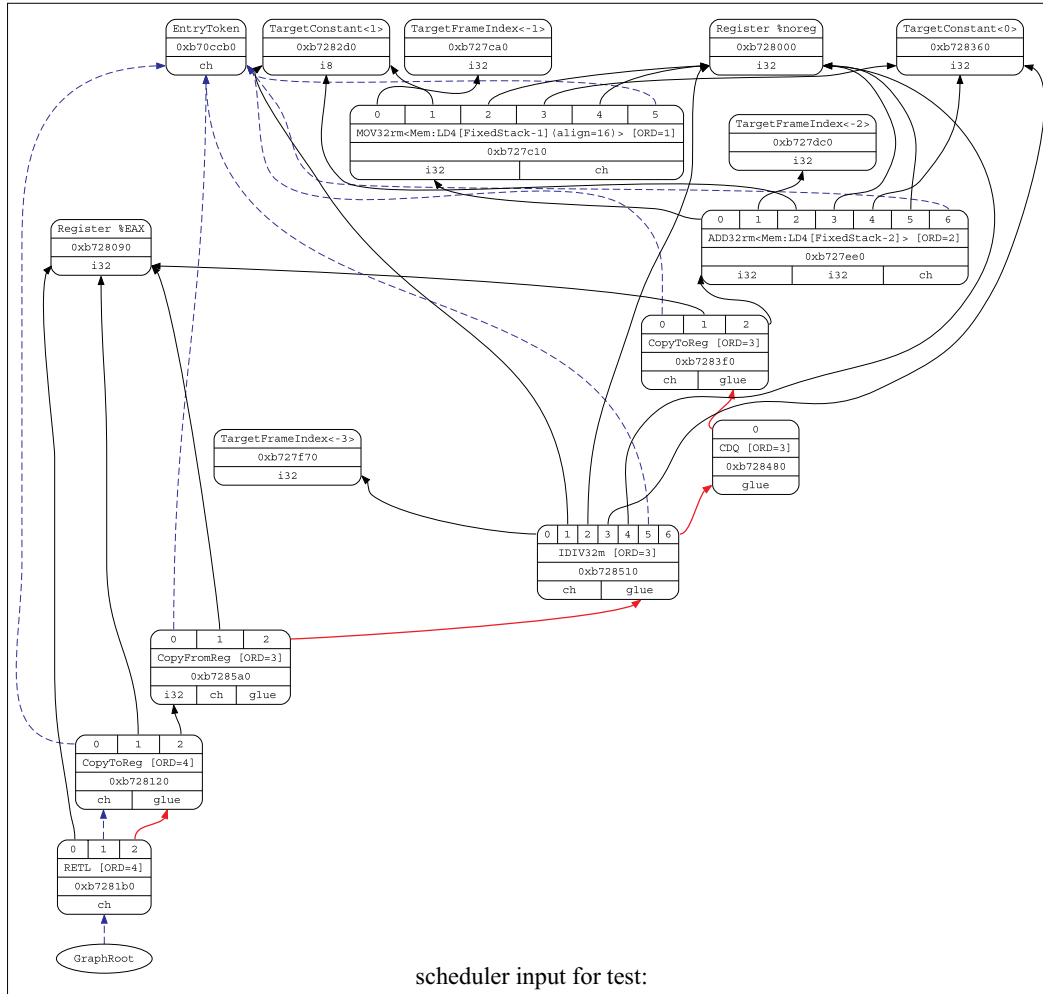 EntryToken
0xb70ccb0
ch
TargetConstant<1>
0xb7282d0
i8
TargetFrameIndex<-1>
0xb727ca0
i32
Register %noreg
0xb728000
i32
TargetConstant<0>
0xb728360
i32
0 1 2 3 4 5
MOV32rm<Mem:LD4[FixedStack-1](align=16)> [ORD=1]
0xb727c10
i32 ch
TargetFrameIndex<-2>
0xb727dc0
i32
0 1 2 3 4 5 6
ADD32rm<Mem:LD4[FixedStack-2]> [ORD=2]
0xb727ee0
i32 i32 ch
Register %EAX
0xb728090
i32
0 1 2
CopyToReg [ORD=3]
0xb7283f0
ch glue
0
CDQ [ORD=3]
0xb728480
glue
TargetFrameIndex<-3>
0xb727f70
i32
0 1 2 3 4 5 6
IDIV32m [ORD=3]
0xb728510
ch glue
0 1 2
CopyFromReg [ORD=3]
0xb7285a0
i32 ch glue
0 1 2
CopyToReg [ORD=4]
0xb728120
ch glue
0 1 2
RETL [ORD=4]
0xb7281b0
ch
GraphRoot
scheduler input for test: